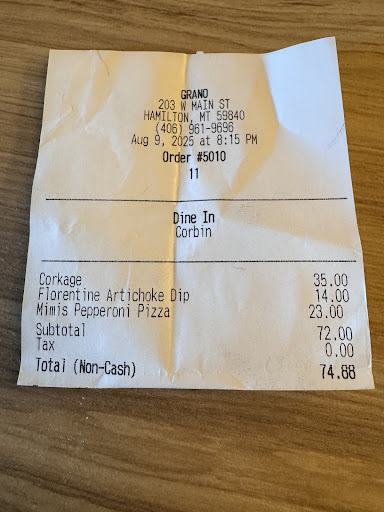 GRANO
203 W MAIN ST
HAMILTON, MT 59840
(406) 961-9696
Aug 9, 2025 at 8:15 PM
Order #5010
11
Dine In
Corbin
Corkage 35.00
Florentine Artichoke Dip 14.00
Mimis Pepperoni Pizza 23.00
Subtotal 72.00
Tax 0.00
Total (Non-Cash) 74.88